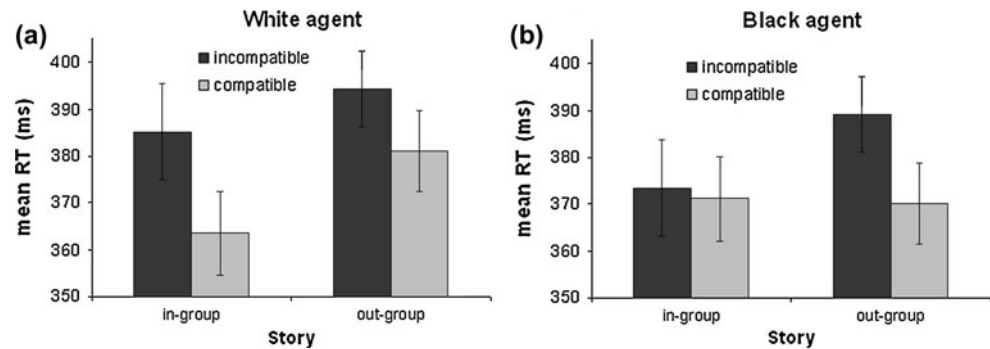 (a)
White agent
incompatible
compatible
mean RT (ms)
400
390
380
370
360
350
in-group
out-group
Story
(b)
Black agent
incompatible
compatible
mean RT (ms)
400
390
380
370
360
350
in-group
out-group
Story